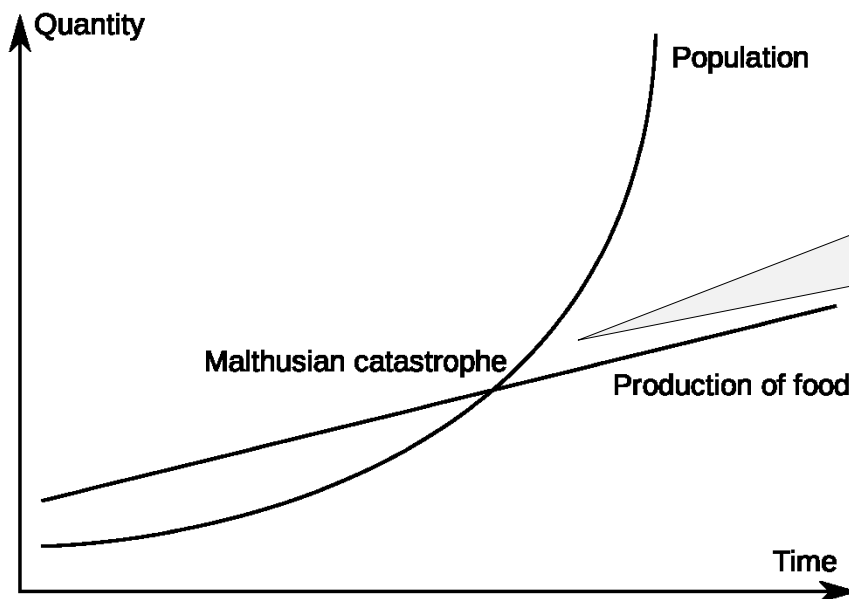 Quantity
Population
Malthusian catastrophe
Production of food
Time